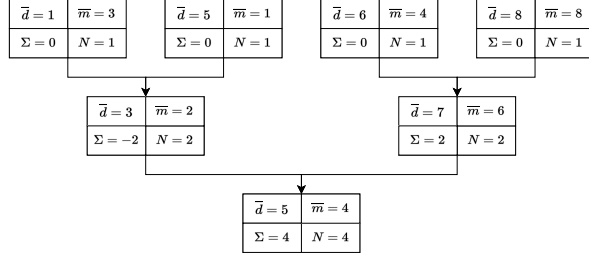 d̅ = 1 m̅ = 3 d̅ = 5 m̅ = 1 d̅ = 6 m̅ = 4 d̅ = 8 m̅ = 8
Σ = 0 N = 1 Σ = 0 N = 1 Σ = 0 N = 1 Σ = 0 N = 1
d̅ = 3 m̅ = 2 d̅ = 7 m̅ = 6
Σ = −2 N = 2 Σ = 2 N = 2
d̅ = 5 m̅ = 4
Σ = 4 N = 4